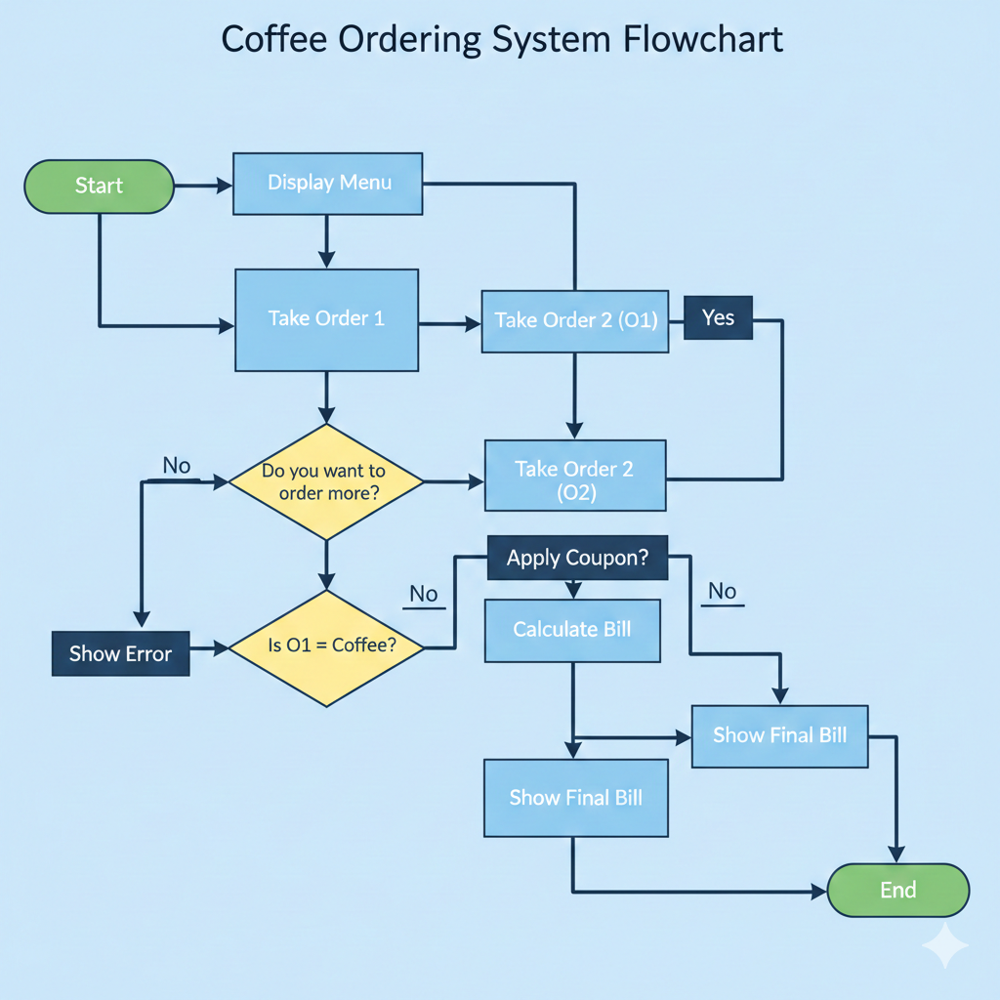 Coffee Ordering System Flowchart
Start
Display Menu
Take Order 1
Take Order 2 (O1)
Yes
No
Do you want to
order more?
Take Order 2
(O2)
Apply Coupon?
No
No
Calculate Bill
Is O1 = Coffee?
Show Error
Show Final Bill
Show Final Bill
End